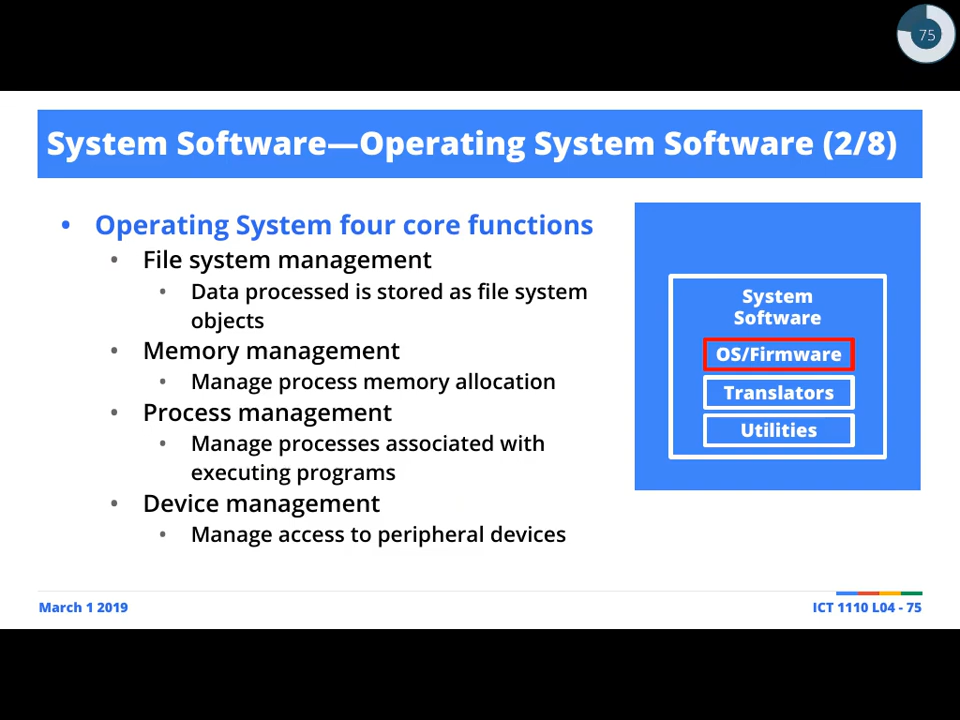 75
System Software—Operating System Software (2/8)
• Operating System four core functions
• File system management
• Data processed is stored as file system
objects
• Memory management
• Manage process memory allocation
• Process management
• Manage processes associated with
executing programs
• Device management
• Manage access to peripheral devices
System
Software
OS/Firmware
Translators
Utilities
March 1 2019
ICT 1110 L04 - 75